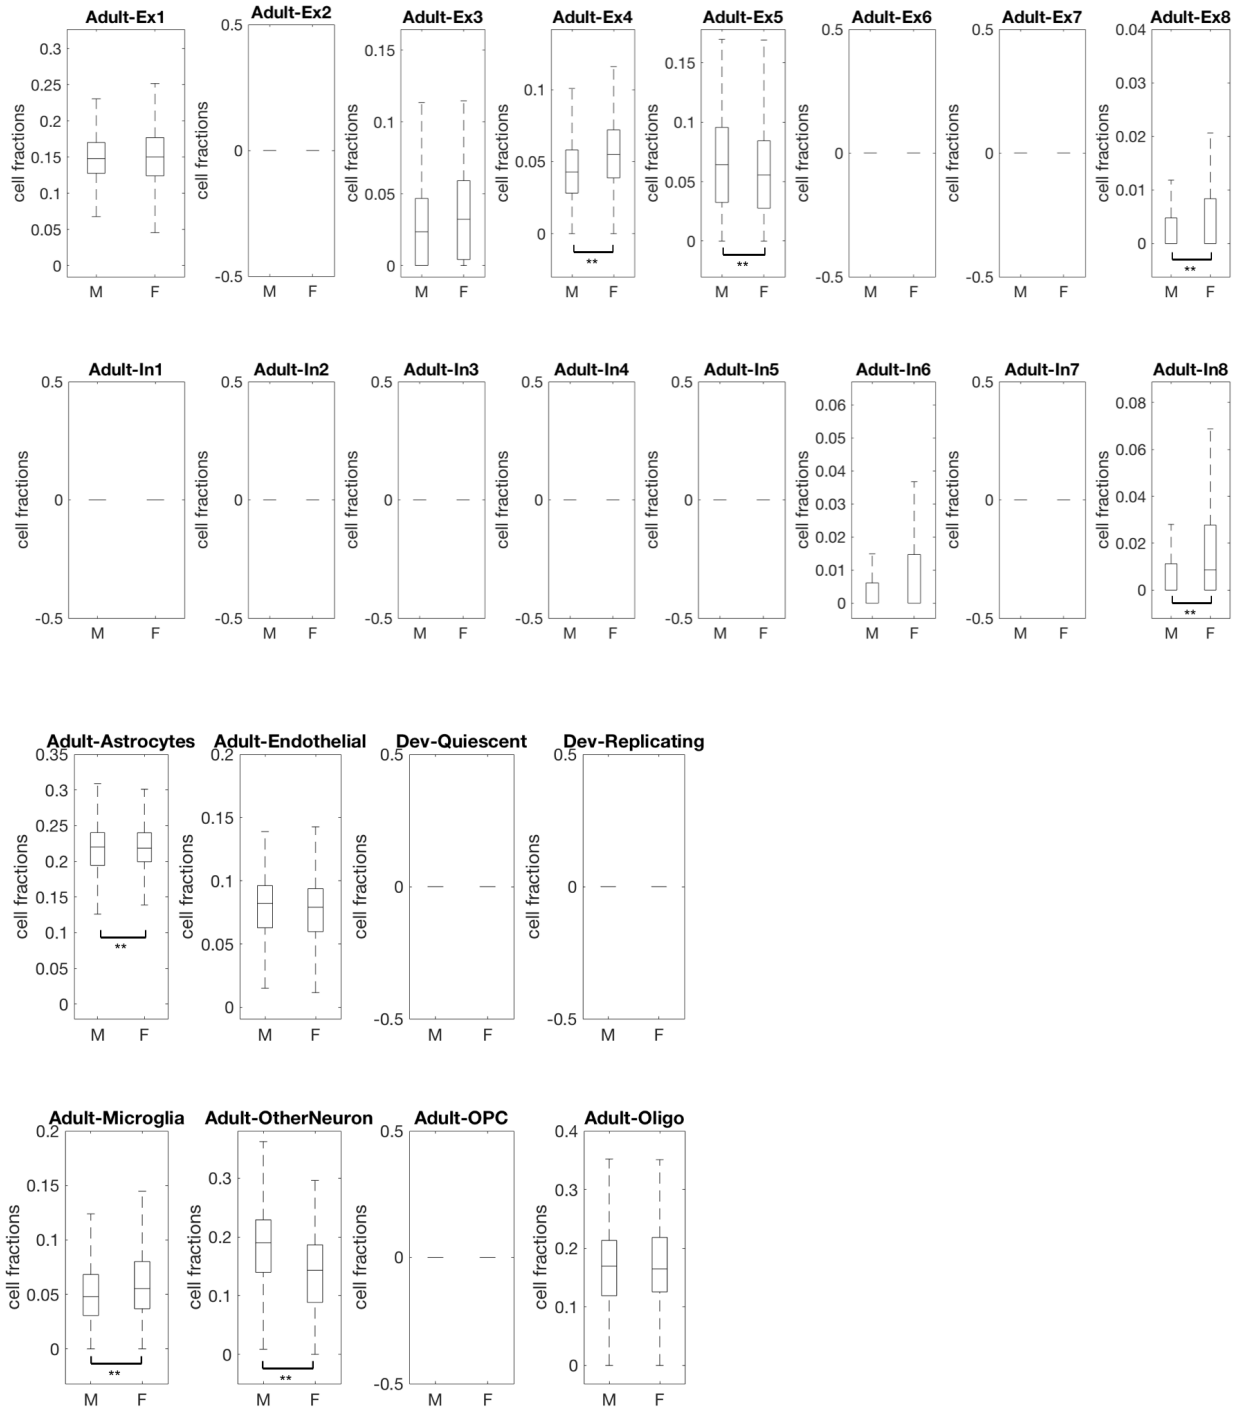 Adult-Ex1 Adult-Ex2 Adult-Ex3 Adult-Ex4 Adult-Ex5 Adult-Ex6 Adult-Ex7 Adult-Ex8
cell fractions
0.3
0.25
0.2
0.15
0.1
0.05
0
M F
cell fractions
0.5
0
-0.5
M F
cell fractions
0.15
0.1
0.05
0
M F
cell fractions
0.1
0.05
0
**
M F
cell fractions
0.15
0.1
0.05
0
**
M F
cell fractions
0.5
0
-0.5
M F
cell fractions
0.5
0
-0.5
M F
cell fractions
0.04
0.03
0.02
0.01
0
**
M F
Adult-In1 Adult-In2 Adult-In3 Adult-In4 Adult-In5 Adult-In6 Adult-In7 Adult-In8
cell fractions
0.5
0
-0.5
M F
cell fractions
0.5
0
-0.5
M F
cell fractions
0.5
0
-0.5
M F
cell fractions
0.5
0
-0.5
M F
cell fractions
0.5
0
-0.5
M F
cell fractions
0.06
0.05
0.04
0.03
0.02
0.01
0
M F
cell fractions
0.5
0
-0.5
M F
cell fractions
0.08
0.06
0.04
0.02
0
**
M F
Adult-Astrocytes Adult-Endothelial Dev-Quiescent Dev-Replicating
cell fractions
0.35
0.3
0.25
0.2
0.15
0.1
0.05
0
**
M F
cell fractions
0.2
0.15
0.1
0.05
0
M F
cell fractions
0.5
0
-0.5
M F
cell fractions
0.5
0
-0.5
M F
Adult-Microglia Adult-OtherNeuron Adult-OPC Adult-Oligo
cell fractions
0.2
0.15
0.1
0.05
0
**
M F
cell fractions
0.3
0.2
0.1
0
**
M F
cell fractions
0.5
0
-0.5
M F
cell fractions
0.4
0.3
0.2
0.1
0
M F